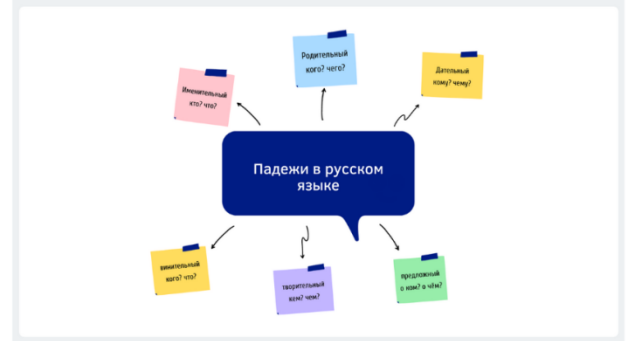 Родительный
кого? чего?
Дательный
кому? чему?
Именительный
кто? что?
Падежи в русском
языке
винительный
кого? что?
творительный
кем? чем?
предложный
о ком? о чём?